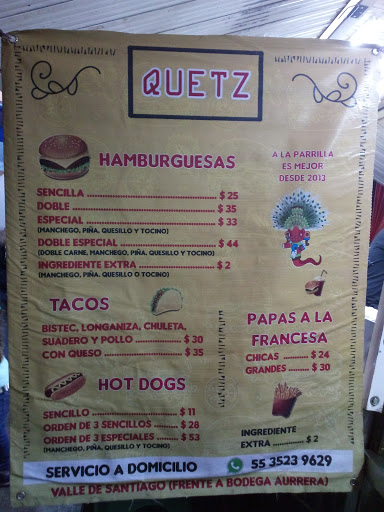 QUETZ
HAMBURGUESAS
SENCILLA ........ $ 25
DOBLE ........ $ 35
ESPECIAL ........ $ 33
(MANCHEGO, PIÑA, QUESILLO Y TOCINO)
DOBLE ESPECIAL ........ $ 44
(DOBLE CARNE, MANCHEGO, PIÑA, QUESILLO Y TOCINO)
INGREDIENTE EXTRA ........ $ 2
(MANCHEGO, PIÑA, QUESILLO O TOCINO)
A LA PARRILLA
ES MEJOR
DESDE 2013
TACOS
BISTEC, LONGANIZA, CHULETA,
SUADERO Y POLLO ........ $ 30
CON QUESO ........ $ 35
PAPAS A LA
FRANCESA
CHICAS ........ $ 24
GRANDES ........ $ 30
HOT DOGS
SENCILLO ........ $ 11
ORDEN DE 3 SENCILLOS ........ $ 28
ORDEN DE 3 ESPECIALES ........ $ 53
(MANCHEGO, PIÑA, QUESILLO Y TOCINO)
INGREDIENTE
EXTRA ........ $ 2
SERVICIO A DOMICILIO 55 3523 9629
VALLE DE SANTIAGO (FRENTE A BODEGA AURRERA)